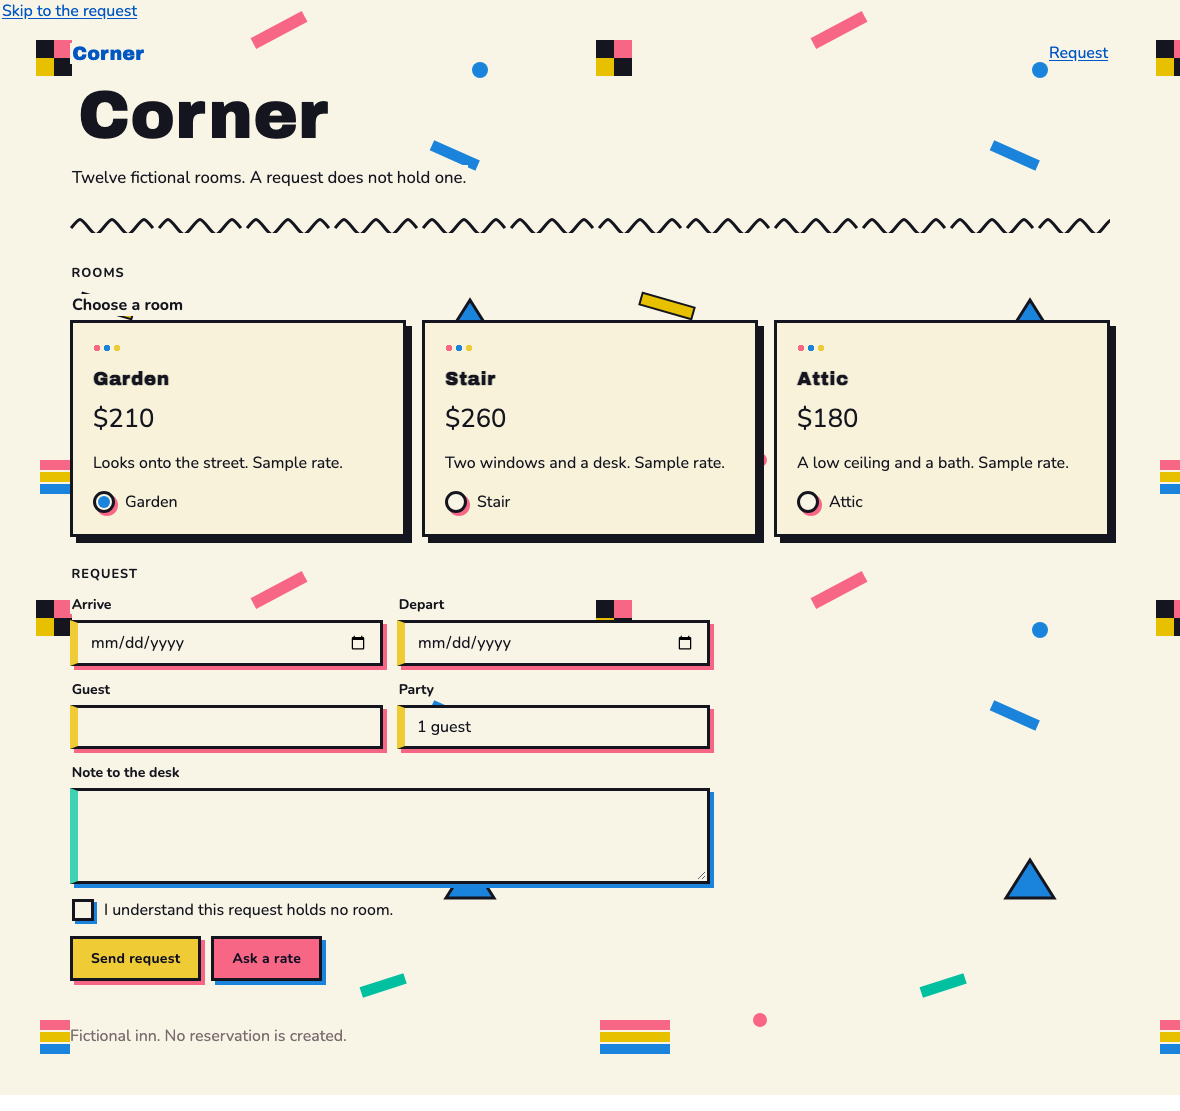 Skip to the request
Corner
Request
Corner
Twelve fictional rooms. A request does not hold one.
ROOMS
Choose a room
Garden
$210
Looks onto the street. Sample rate.
Garden
Stair
$260
Two windows and a desk. Sample rate.
Stair
Attic
$180
A low ceiling and a bath. Sample rate.
Attic
REQUEST
Arrive
Depart
mm/dd/yyyy
mm/dd/yyyy
Guest
Party
1 guest
Note to the desk
I understand this request holds no room.
Send request
Ask a rate
Fictional inn. No reservation is created.